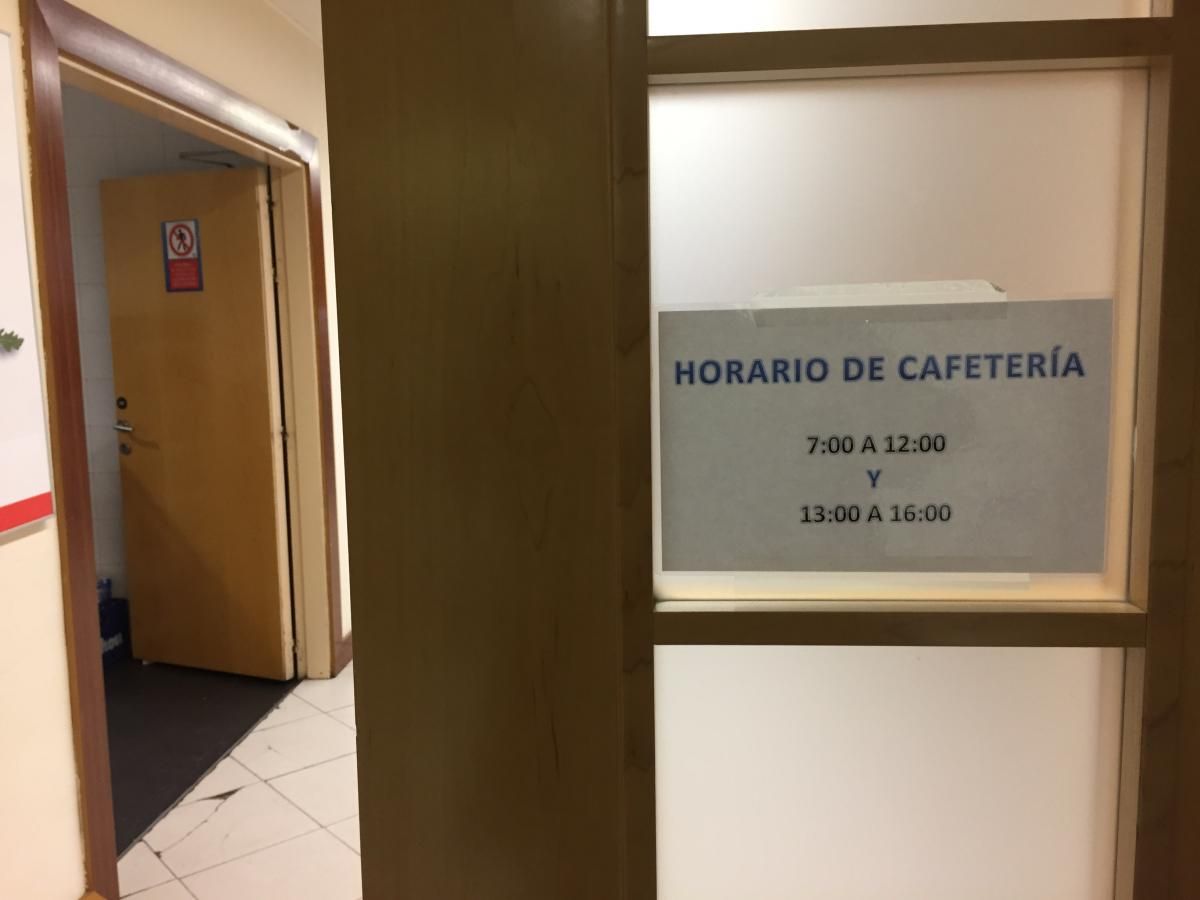 HORARIO DE CAFETERÍA
7:00 A 12:00
Y
13:00 A 16:00